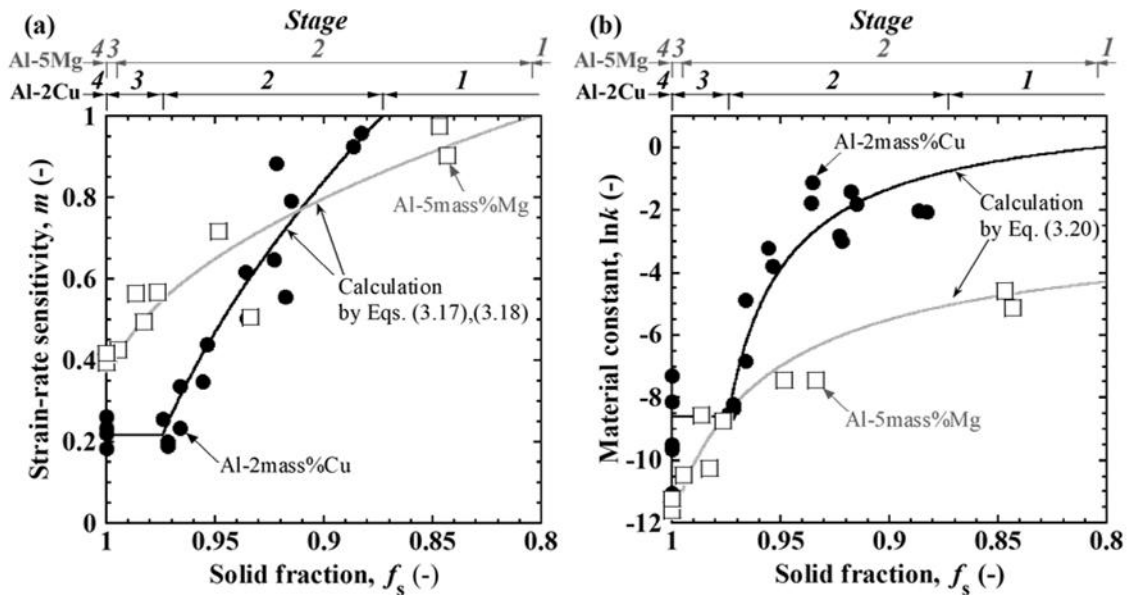 (a)
Stage
4 3 2 1
Al-5Mg
4 3 2 1
Al-2Cu
1
0.8
0.6
0.4
0.2
0
Strain-rate sensitivity, m (-)
Al-5mass%Mg
Calculation
by Eqs. (3.17),(3.18)
Al-2mass%Cu
1 0.95 0.9 0.85 0.8
Solid fraction, fs (-)
(b)
Stage
4 3 2 1
Al-5Mg
4 3 2 1
Al-2Cu
0
-2
-4
-6
-8
-10
-12
Material constant, lnk (-)
Al-2mass%Cu
Calculation
by Eq. (3.20)
Al-5mass%Mg
1 0.95 0.9 0.85 0.8
Solid fraction, fs (-)